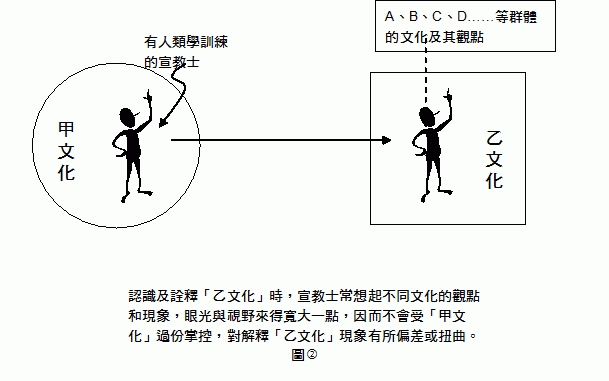 A、B、C、D……等群體
的文化及其觀點
有人類學訓練
的宣教士
甲文化
乙文化
認識及詮釋「乙文化」時，宣教士常想起不同文化的觀點
和現象，眼光與視野來得寬大一點，因而不會受「甲文
化」過份掌控，對解釋「乙文化」現象有所偏差或扭曲。
圖②